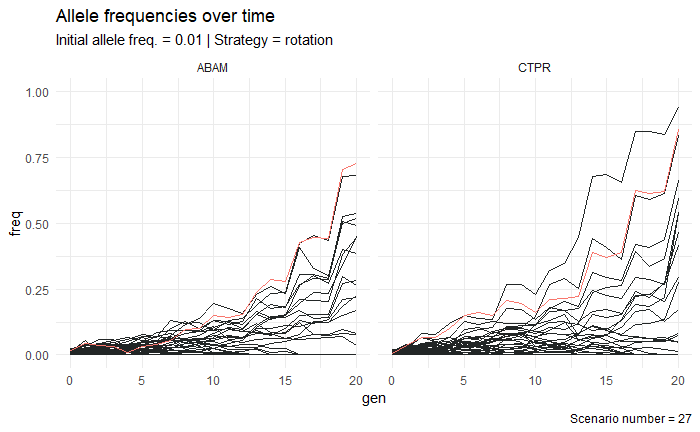 Allele frequencies over time
Initial allele freq. = 0.01 | Strategy = rotation
ABAM
CTPR
1.00
0.75
0.50
0.25
0.00
freq
0 5 10 15 20
0 5 10 15 20
gen
Scenario number = 27